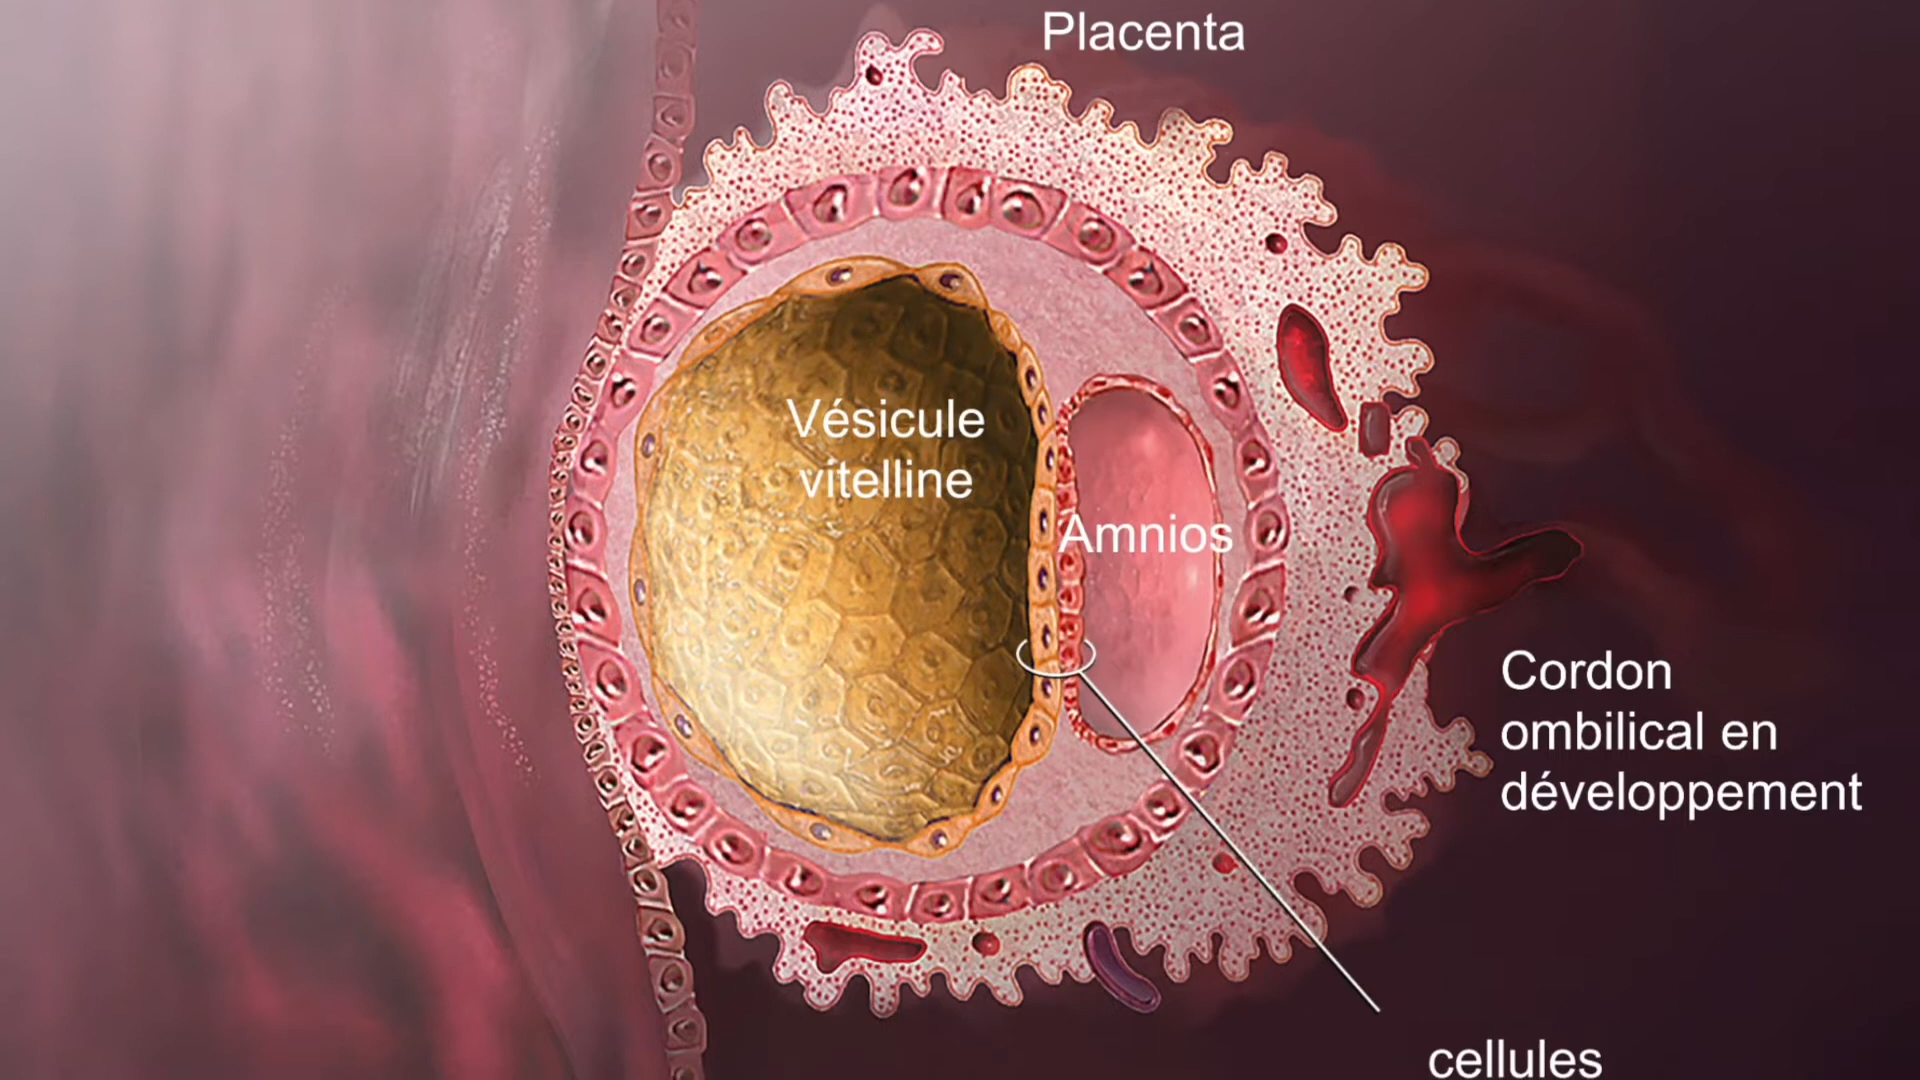 Placenta
Vésicule
vitelline
Amnios
Cordon
ombilical en
développement
cellules